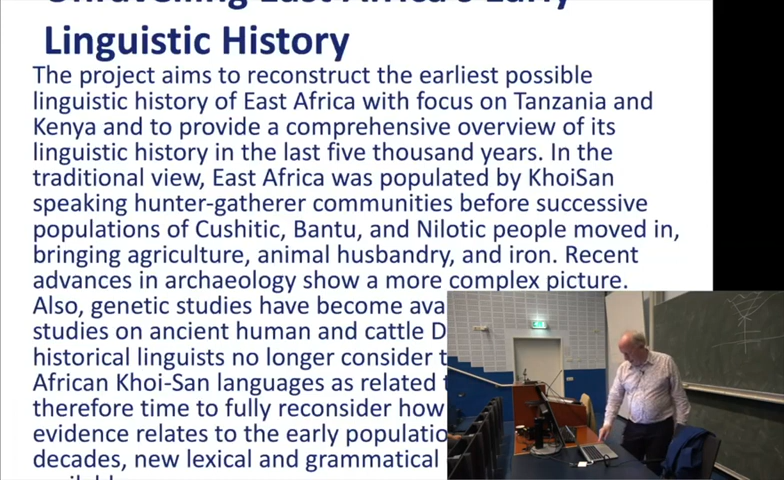 Unravelling East Africa's Early
Linguistic History
The project aims to reconstruct the earliest possible
linguistic history of East Africa with focus on Tanzania and
Kenya and to provide a comprehensive overview of its
linguistic history in the last five thousand years. In the
traditional view, East Africa was populated by KhoiSan
speaking hunter-gatherer communities before successive
populations of Cushitic, Bantu, and Nilotic people moved in,
bringing agriculture, animal husbandry, and iron. Recent
advances in archaeology show a more complex picture.
Also, genetic studies have become ava
studies on ancient human and cattle D
historical linguists no longer consider t
African Khoi-San languages as related
therefore time to fully reconsider how
evidence relates to the early populatio
decades, new lexical and grammatical